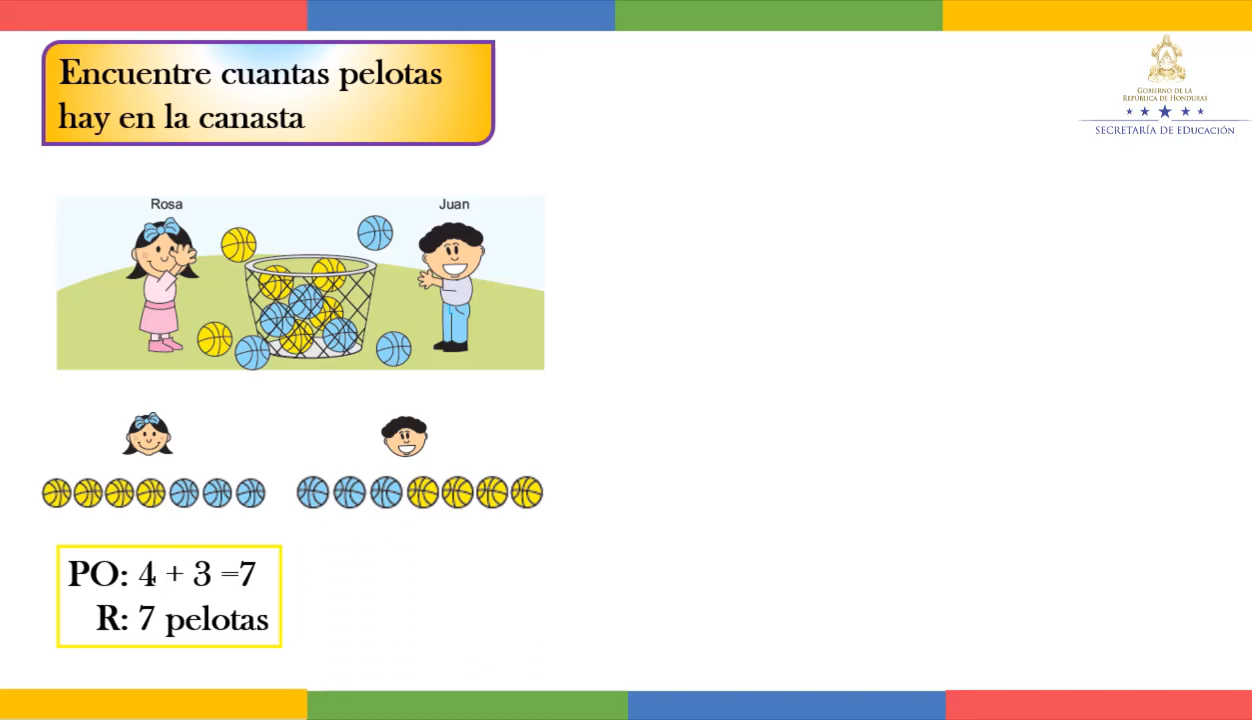 Encuentre cuantas pelotas
hay en la canasta
GOBIERNO DE LA
REPÚBLICA DE HONDURAS
SECRETARÍA DE EDUCACIÓN
Rosa
Juan
PO: 4 + 3 =7
R: 7 pelotas